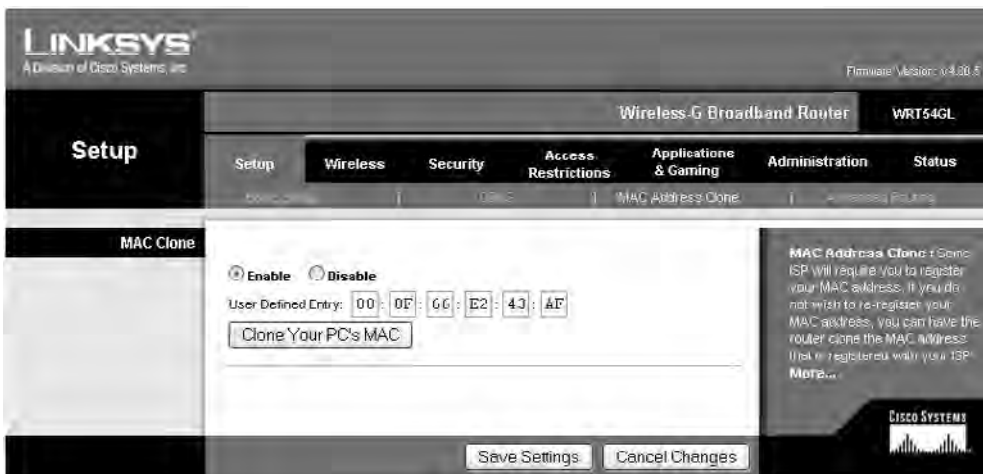 LINKSYS
A Division of Cisco Systems, Inc
Firmware Version: v4.30.5
Wireless-G Broadband Router
WRT54GL
Setup
Setup
Wireless
Security
Access
Restrictions
Applications
& Gaming
Administration
Status
MAC Address Clone
MAC Clone
Enable
Disable
User Defined Entry: 00 : 0F : 66 : E2 : 43 : AF
Clone Your PC's MAC
MAC Address Clone : Some
ISP will require you to register
your MAC address. If you do
not wish to re-register your
MAC address, you can have the
router clone the MAC address
that is registered with your ISP.
More...
CISCO SYSTEMS
Save Settings
Cancel Changes